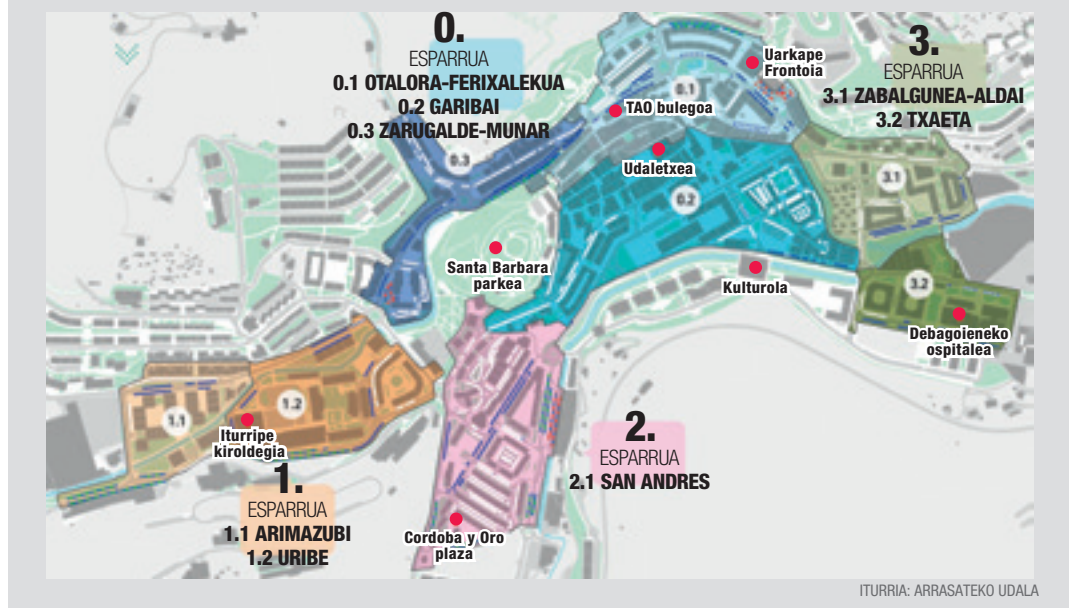 0.
ESPARRUA
0.1 OTALORA-FERIXALEKUA
0.2 GARIBAI
0.3 ZARUGALDE-MUNAR
Uarkape
Frontoia
3.
ESPARRUA
3.1 ZABALGUNEA-ALDAI
3.2 TXAETA
0.1
TAO bulegoa
Udaletxea
0.3
3.1
0.2
Santa Barbara
parkea
Kulturola
3.2
Debagoieneko
ospitalea
1.1
1.2
Iturripe
kiroldegia
2.
ESPARRUA
2.1 SAN ANDRES
1.
ESPARRUA
1.1 ARIMAZUBI
1.2 URIBE
Cordoba y Oro
plaza
ITURRIA: ARRASATEKO UDALA